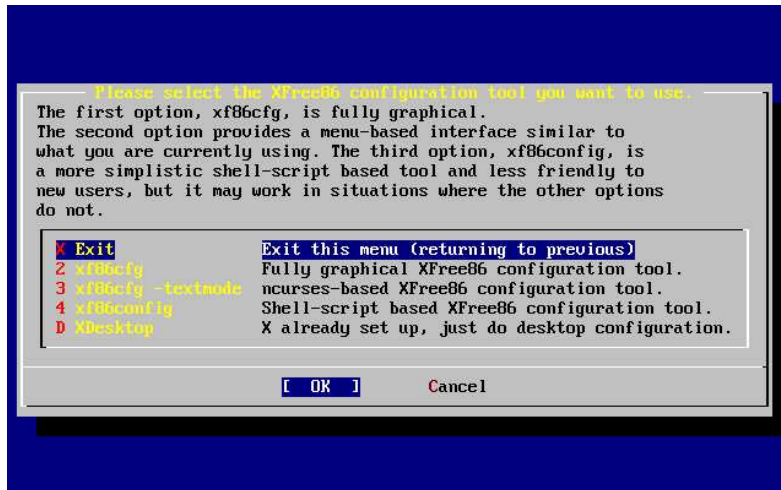 Please select the XFree86 configuration tool you want to use.
The first option, xf86cfg, is fully graphical.
The second option provides a menu-based interface similar to
what you are currently using. The third option, xf86config, is
a more simplistic shell-script based tool and less friendly to
new users, but it may work in situations where the other options
do not.
X Exit Exit this menu (returning to previous)
2 xf86cfg Fully graphical XFree86 configuration tool.
3 xf86cfg -textmode ncurses-based XFree86 configuration tool.
4 xf86config Shell-script based XFree86 configuration tool.
D XDesktop X already set up, just do desktop configuration.
[ OK ] Cancel